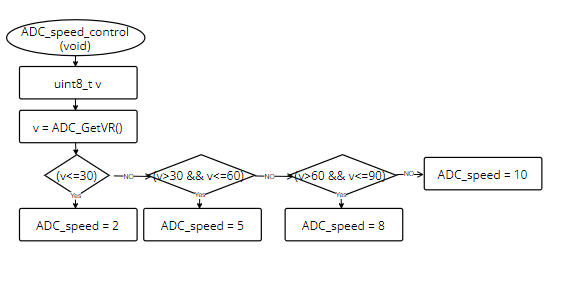 ADC_speed_control
(void)
uint8_t v
v = ADC_GetVR()
(v<=30)
NO
(v>30 && v<=60)
NO
(v>60 && v<=90)
NO
ADC_speed = 10
Yes
Yes
Yes
ADC_speed = 2
ADC_speed = 5
ADC_speed = 8